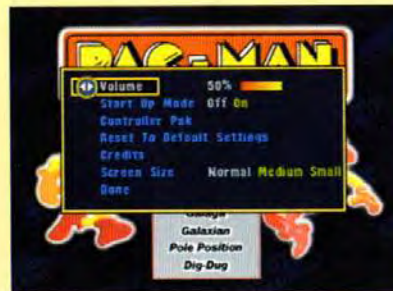 PAC-MAN
Volume 50%
Start Up Mode Off On
Controller Pak
Reset To Default Settings
Credits
Screen Size Normal Medium Small
Done
Galaga
Galaxian
Pole Position
Dig-Dug